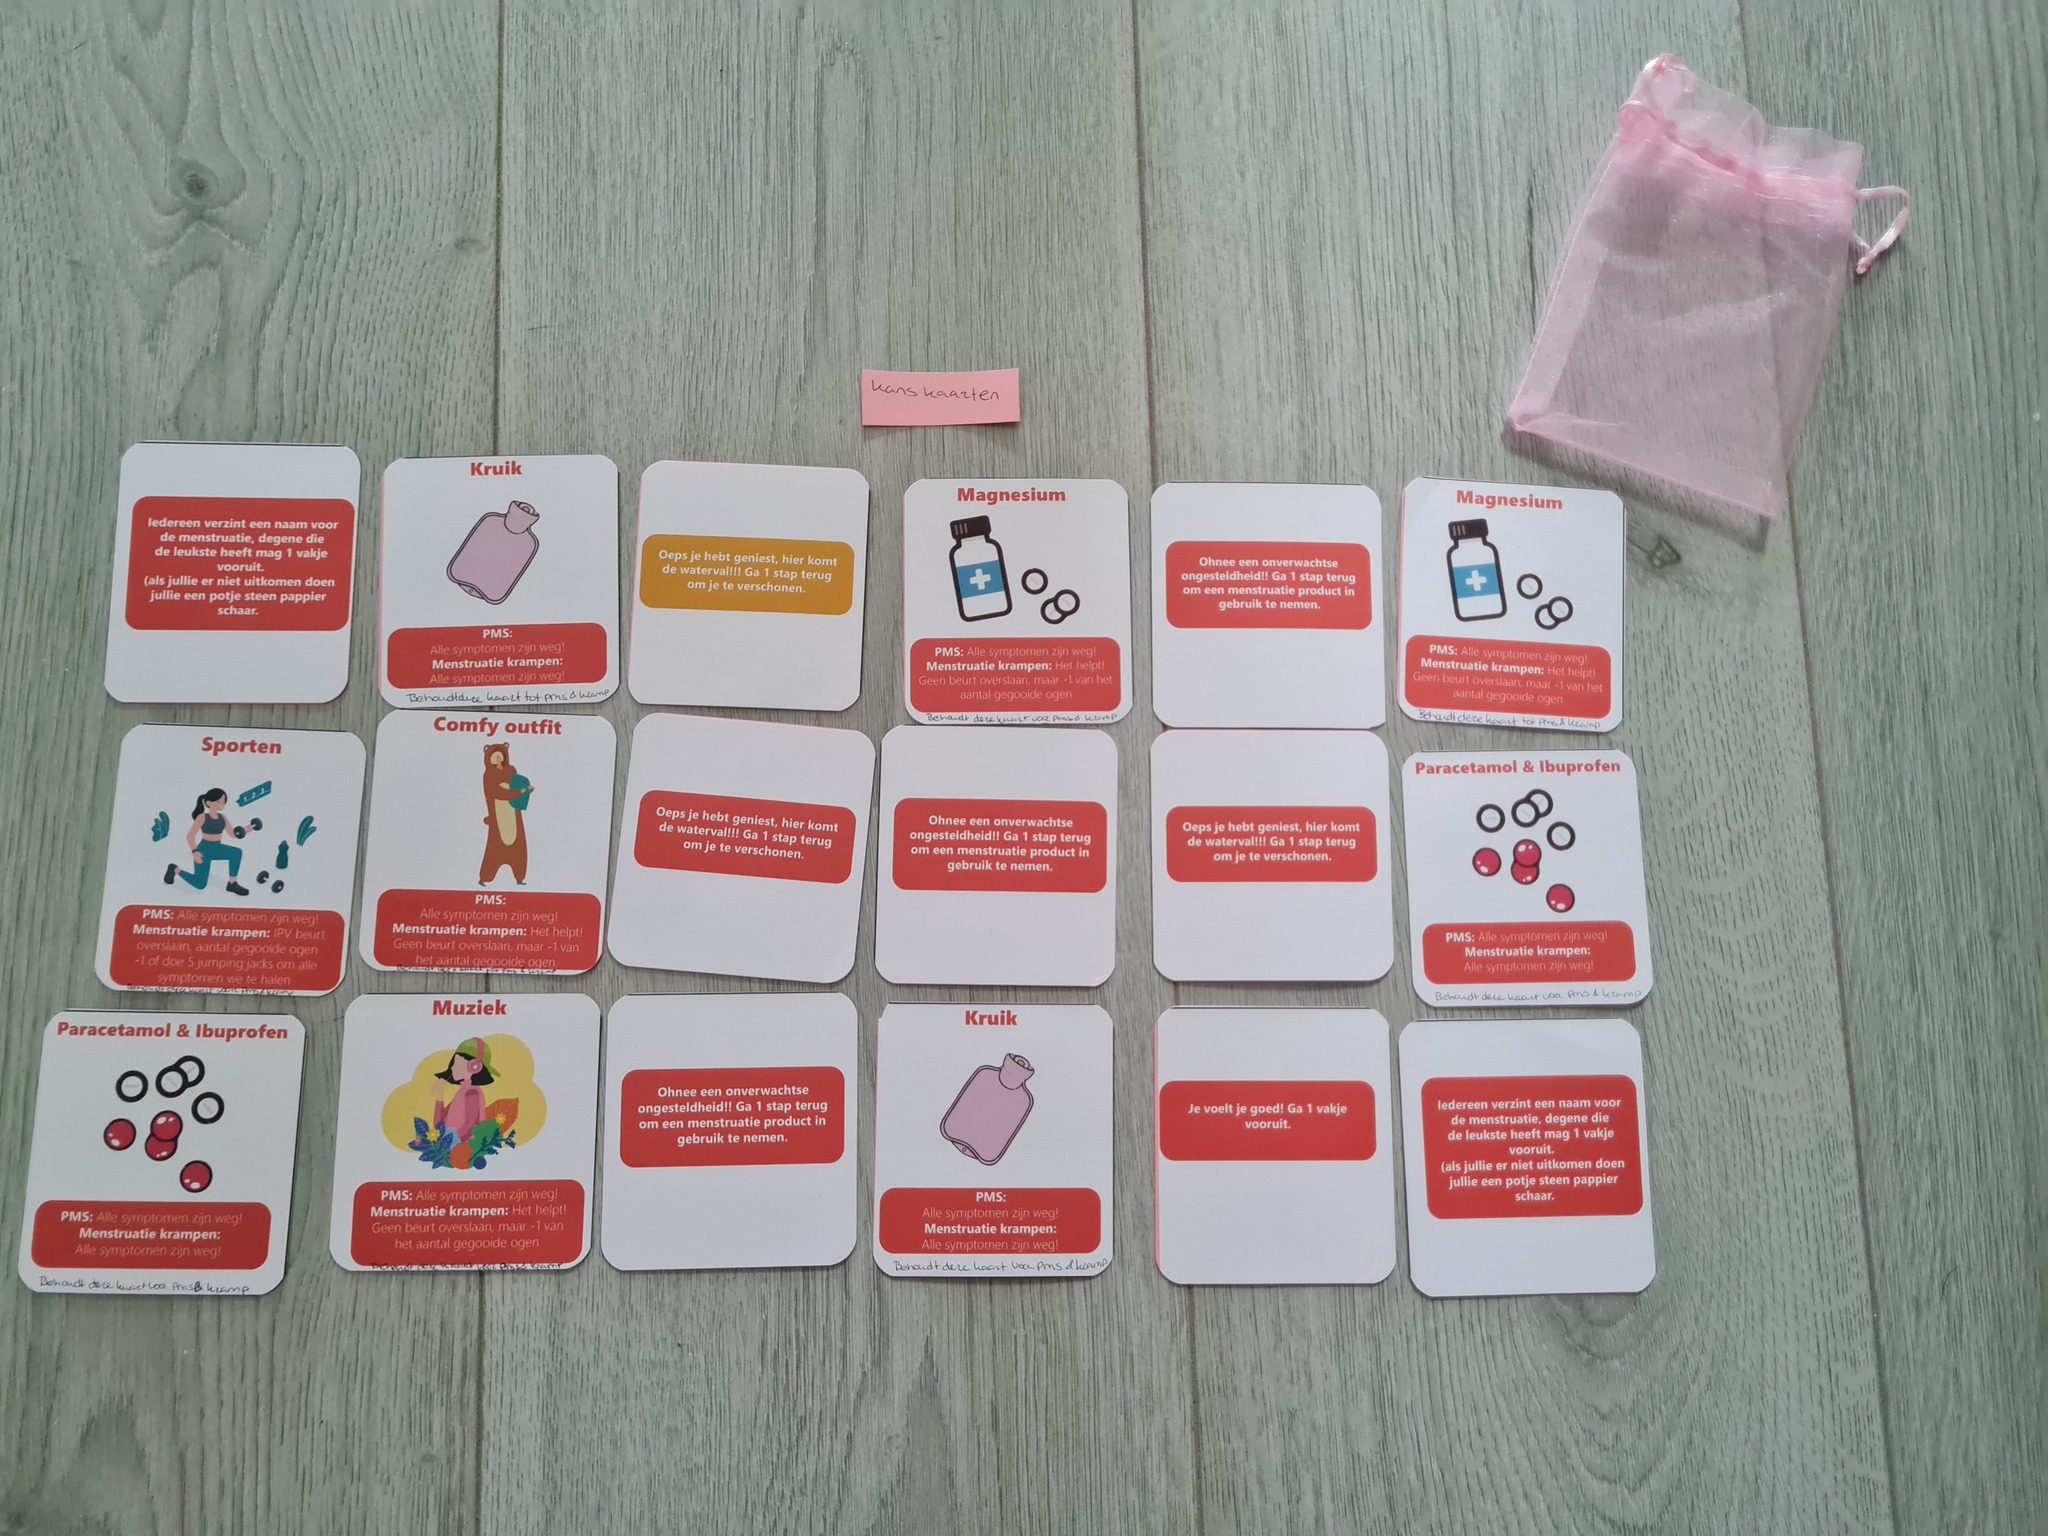 kanskaarten
Iedereen verzint een naam voor
de menstruatie, degene die
de leukste heeft mag 1 vakje
vooruit.
(als jullie er niet uitkomen doen
jullie een potje steen pappier
schaar.
Kruik
PMS:
Alle symptomen zijn weg!
Menstruatie krampen:
Alle symptomen zijn weg!
Behoudt deze kaart tot pms & kramp
Oeps je hebt geniest, hier komt
de waterval!!! Ga 1 stap terug
om je te verschonen.
Magnesium
PMS: Alle symptomen zijn weg!
Menstruatie krampen: Het helpt!
Geen beurt overslaan, maar -1 van het
aantal gegooide ogen
Behoudt deze kaart voor pms & kramp
Ohnee een onverwachtse
ongesteldheid!! Ga 1 stap terug
om een menstruatie product in
gebruik te nemen.
Magnesium
PMS: Alle symptomen zijn weg!
Menstruatie krampen: Het helpt!
Geen beurt overslaan, maar -1 van het
aantal gegooide ogen
Behoudt deze kaart tot Pms & kramp
Sporten
PMS: Alle symptomen zijn weg!
Menstruatie krampen: IPV beurt
overslaan, aantal gegooide ogen
-1 of doe 5 jumping jacks om alle
symptomen we te halen
Comfy outfit
PMS:
Alle symptomen zijn weg!
Menstruatie krampen: Het helpt!
Geen beurt overslaan, maar -1 van
het aantal gegooide ogen
Oeps je hebt geniest, hier komt
de waterval!!! Ga 1 stap terug
om je te verschonen.
Ohnee een onverwachtse
ongesteldheid!! Ga 1 stap terug
om een menstruatie product in
gebruik te nemen.
Oeps je hebt geniest, hier komt
de waterval!!! Ga 1 stap terug
om je te verschonen.
Paracetamol & Ibuprofen
PMS: Alle symptomen zijn weg!
Menstruatie krampen:
Alle symptomen zijn weg!
Behoudt deze kaart voor Pms & kramp
Paracetamol & Ibuprofen
PMS: Alle symptomen zijn weg!
Menstruatie krampen:
Alle symptomen zijn weg!
Behoudt deze kaart voor Pms & kramp
Muziek
PMS: Alle symptomen zijn weg!
Menstruatie krampen: Het helpt!
Geen beurt overslaan, maar -1 van
het aantal gegooide ogen
Behoudt deze kaart voor Pms & kramp
Ohnee een onverwachtse
ongesteldheid!! Ga 1 stap terug
om een menstruatie product in
gebruik te nemen.
Kruik
PMS:
Alle symptomen zijn weg!
Menstruatie krampen:
Alle symptomen zijn weg!
Behoudt deze kaart voor pms & kramp
Je voelt je goed! Ga 1 vakje
vooruit.
Iedereen verzint een naam voor
de menstruatie, degene die
de leukste heeft mag 1 vakje
vooruit.
(als jullie er niet uitkomen doen
jullie een potje steen pappier
schaar.